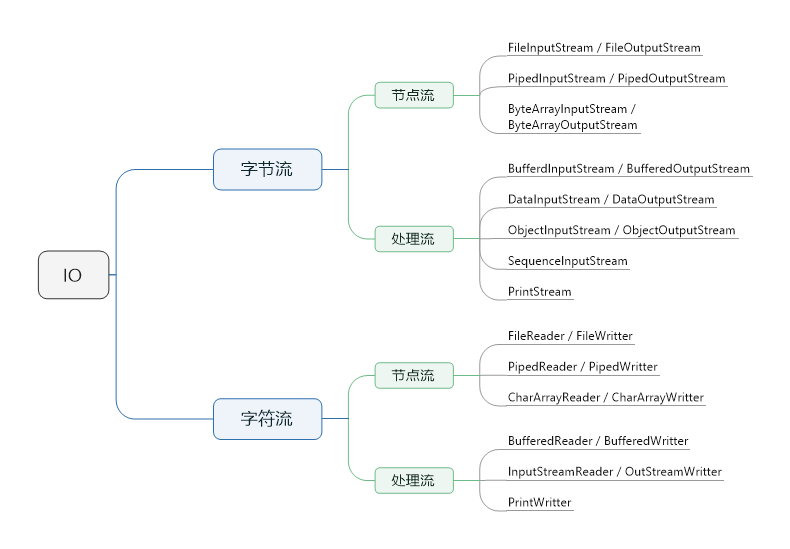 IO
字节流
节点流
FileInputStream / FileOutputStream
PipedInputStream / PipedOutputStream
ByteArrayInputStream /
ByteArrayOutputStream
处理流
BufferdInputStream / BufferedOutputStream
DataInputStream / DataOutputStream
ObjectInputStream / ObjectOutputStream
SequenceInputStream
PrintStream
字符流
节点流
FileReader / FileWritter
PipedReader / PipedWritter
CharArrayReader / CharArrayWritter
处理流
BufferedReader / BufferedWritter
InputStreamReader / OutStreamWritter
PrintWritter